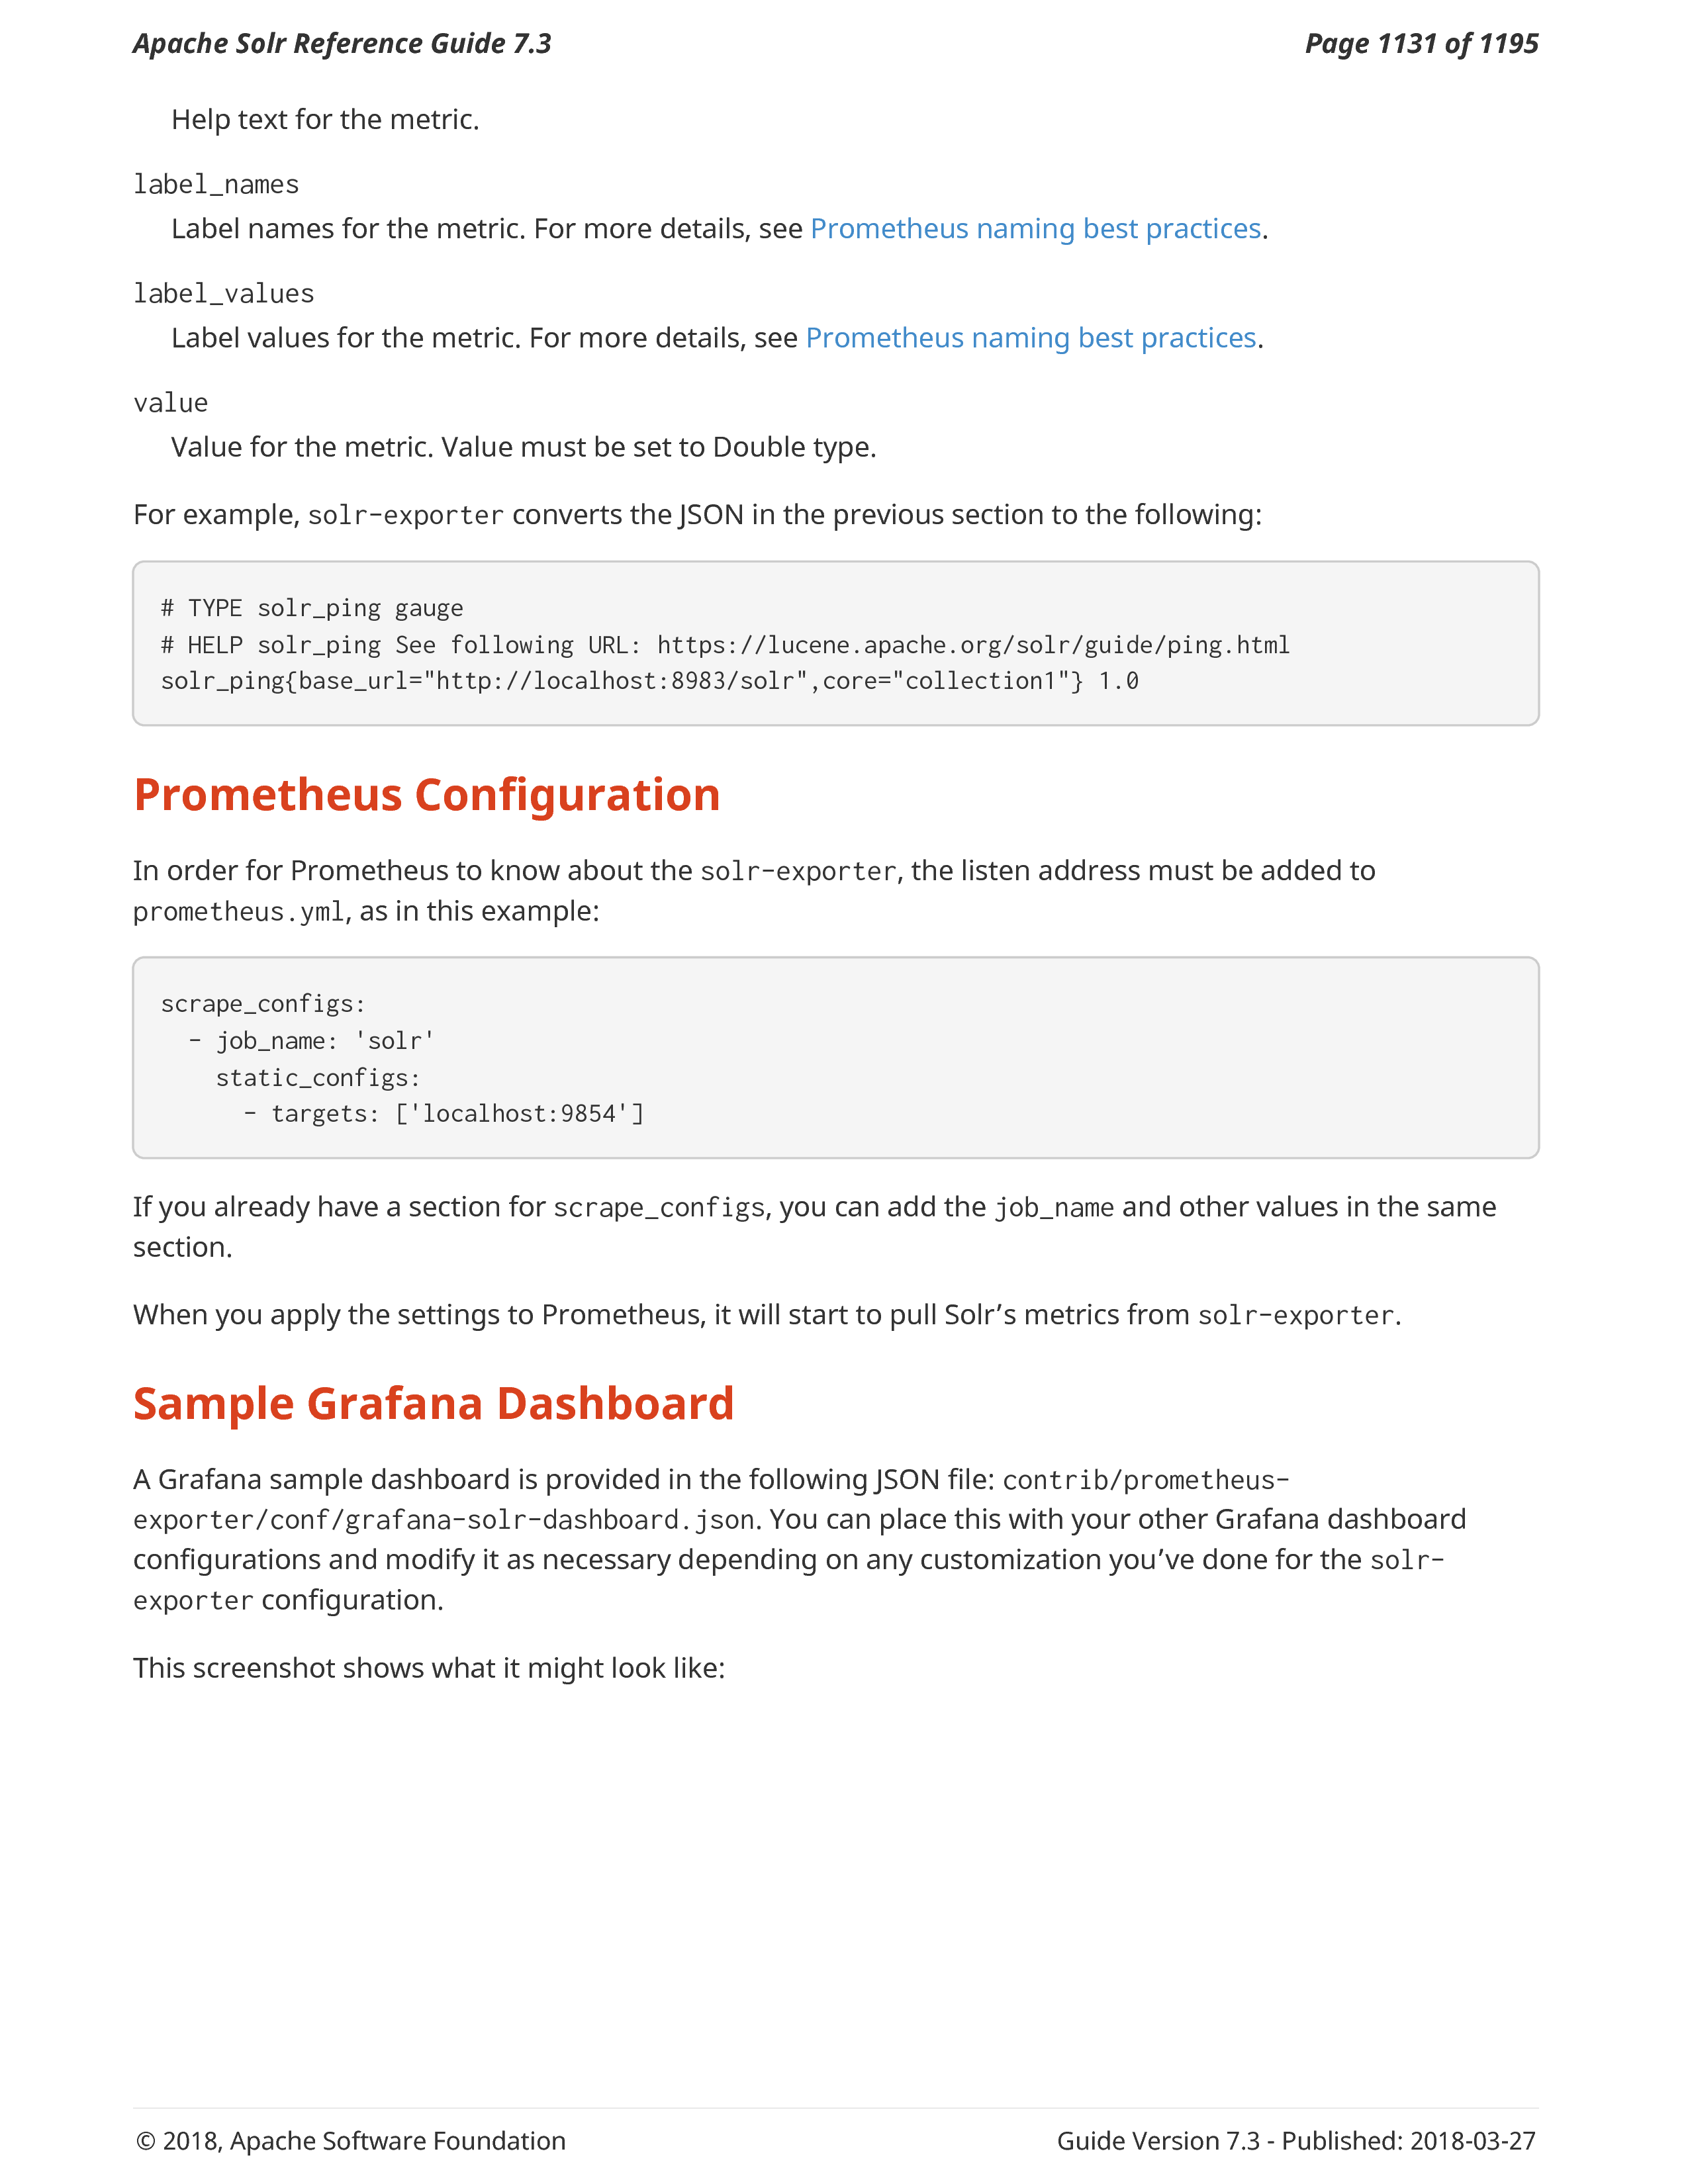 Apache Solr Reference Guide 7.3 Page 1131 of 1195
Help text for the metric.
label_names
Label names for the metric. For more details, see Prometheus naming best practices.
label_values
Label values for the metric. For more details, see Prometheus naming best practices.
value
Value for the metric. Value must be set to Double type.
For example, solr-exporter converts the JSON in the previous section to the following:
# TYPE solr_ping gauge
# HELP solr_ping See following URL: https://lucene.apache.org/solr/guide/ping.html
solr_ping{base_url="http://localhost:8983/solr",core="collection1"} 1.0
Prometheus Configuration
In order for Prometheus to know about the solr-exporter, the listen address must be added to
prometheus.yml, as in this example:
scrape_configs:
  - job_name: 'solr'
    static_configs:
      - targets: ['localhost:9854']
If you already have a section for scrape_configs, you can add the job_name and other values in the same
section.
When you apply the settings to Prometheus, it will start to pull Solr’s metrics from solr-exporter.
Sample Grafana Dashboard
A Grafana sample dashboard is provided in the following JSON file: contrib/prometheus-
exporter/conf/grafana-solr-dashboard.json. You can place this with your other Grafana dashboard
configurations and modify it as necessary depending on any customization you’ve done for the solr-
exporter configuration.
This screenshot shows what it might look like:
© 2018, Apache Software Foundation Guide Version 7.3 - Published: 2018-03-27